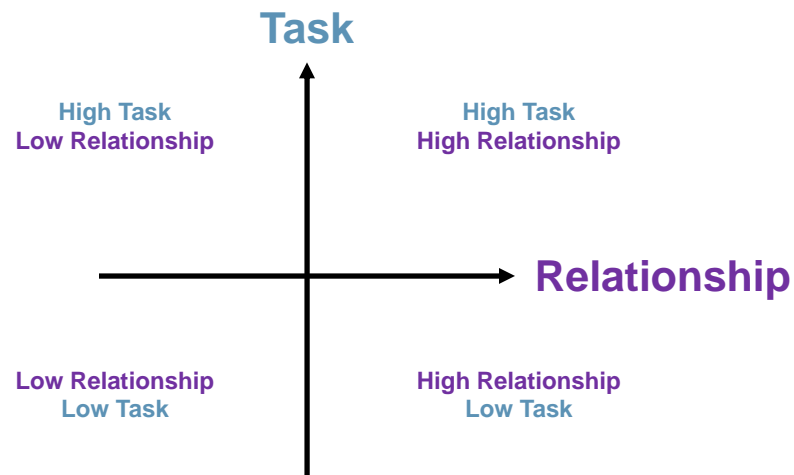 Task
High Task
Low Relationship
High Task
High Relationship
Relationship
Low Relationship
Low Task
High Relationship
Low Task